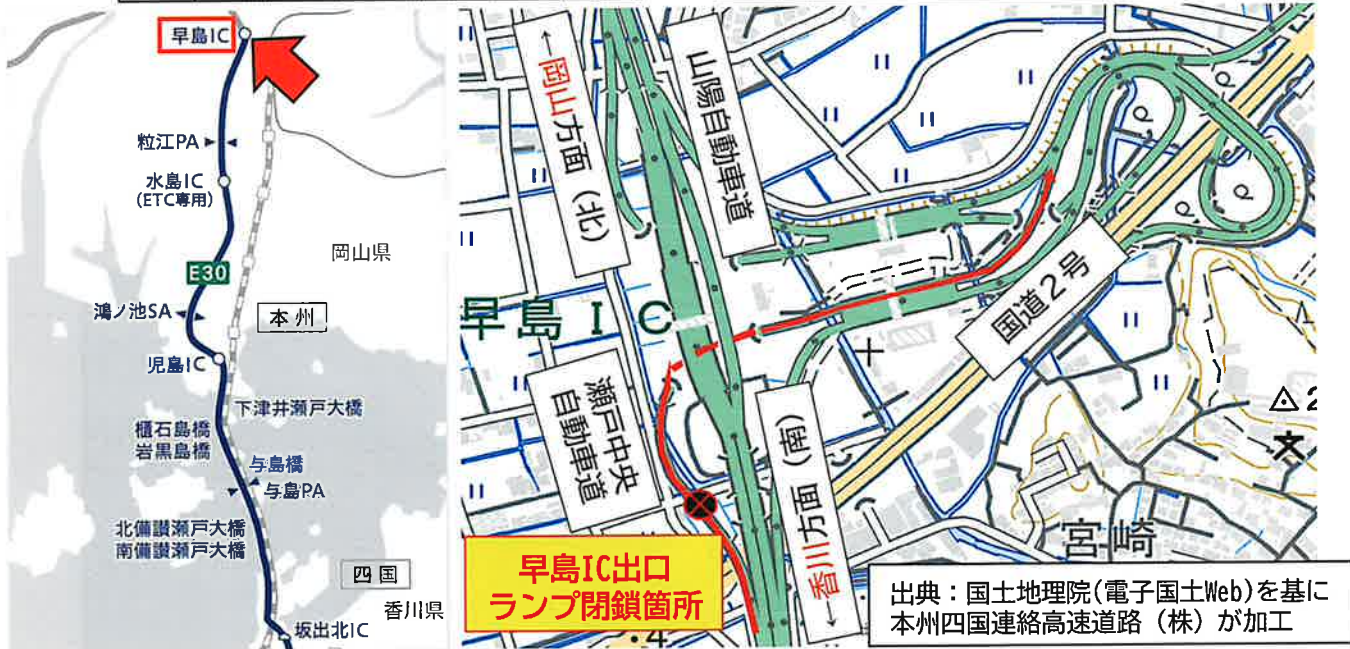 早島IC
粒江PA
水島IC
(ETC専用)
岡山県
E30
本州
鴻ノ池SA
児島IC
下津井瀬戸大橋
櫃石島橋
岩黒島橋
与島橋
与島PA
北備讃瀬戸大橋
南備讃瀬戸大橋
四国
香川県
坂出北IC
←岡山方面(北)
山陽自動車道
早島IC
国道2号
瀬戸中央
自動車道
←香川方面(南)
宮崎
2
早島IC出口
ランプ閉鎖箇所
・4
出典:国土地理院(電子国土Web)を基に
本州四国連絡高速道路(株)が加工